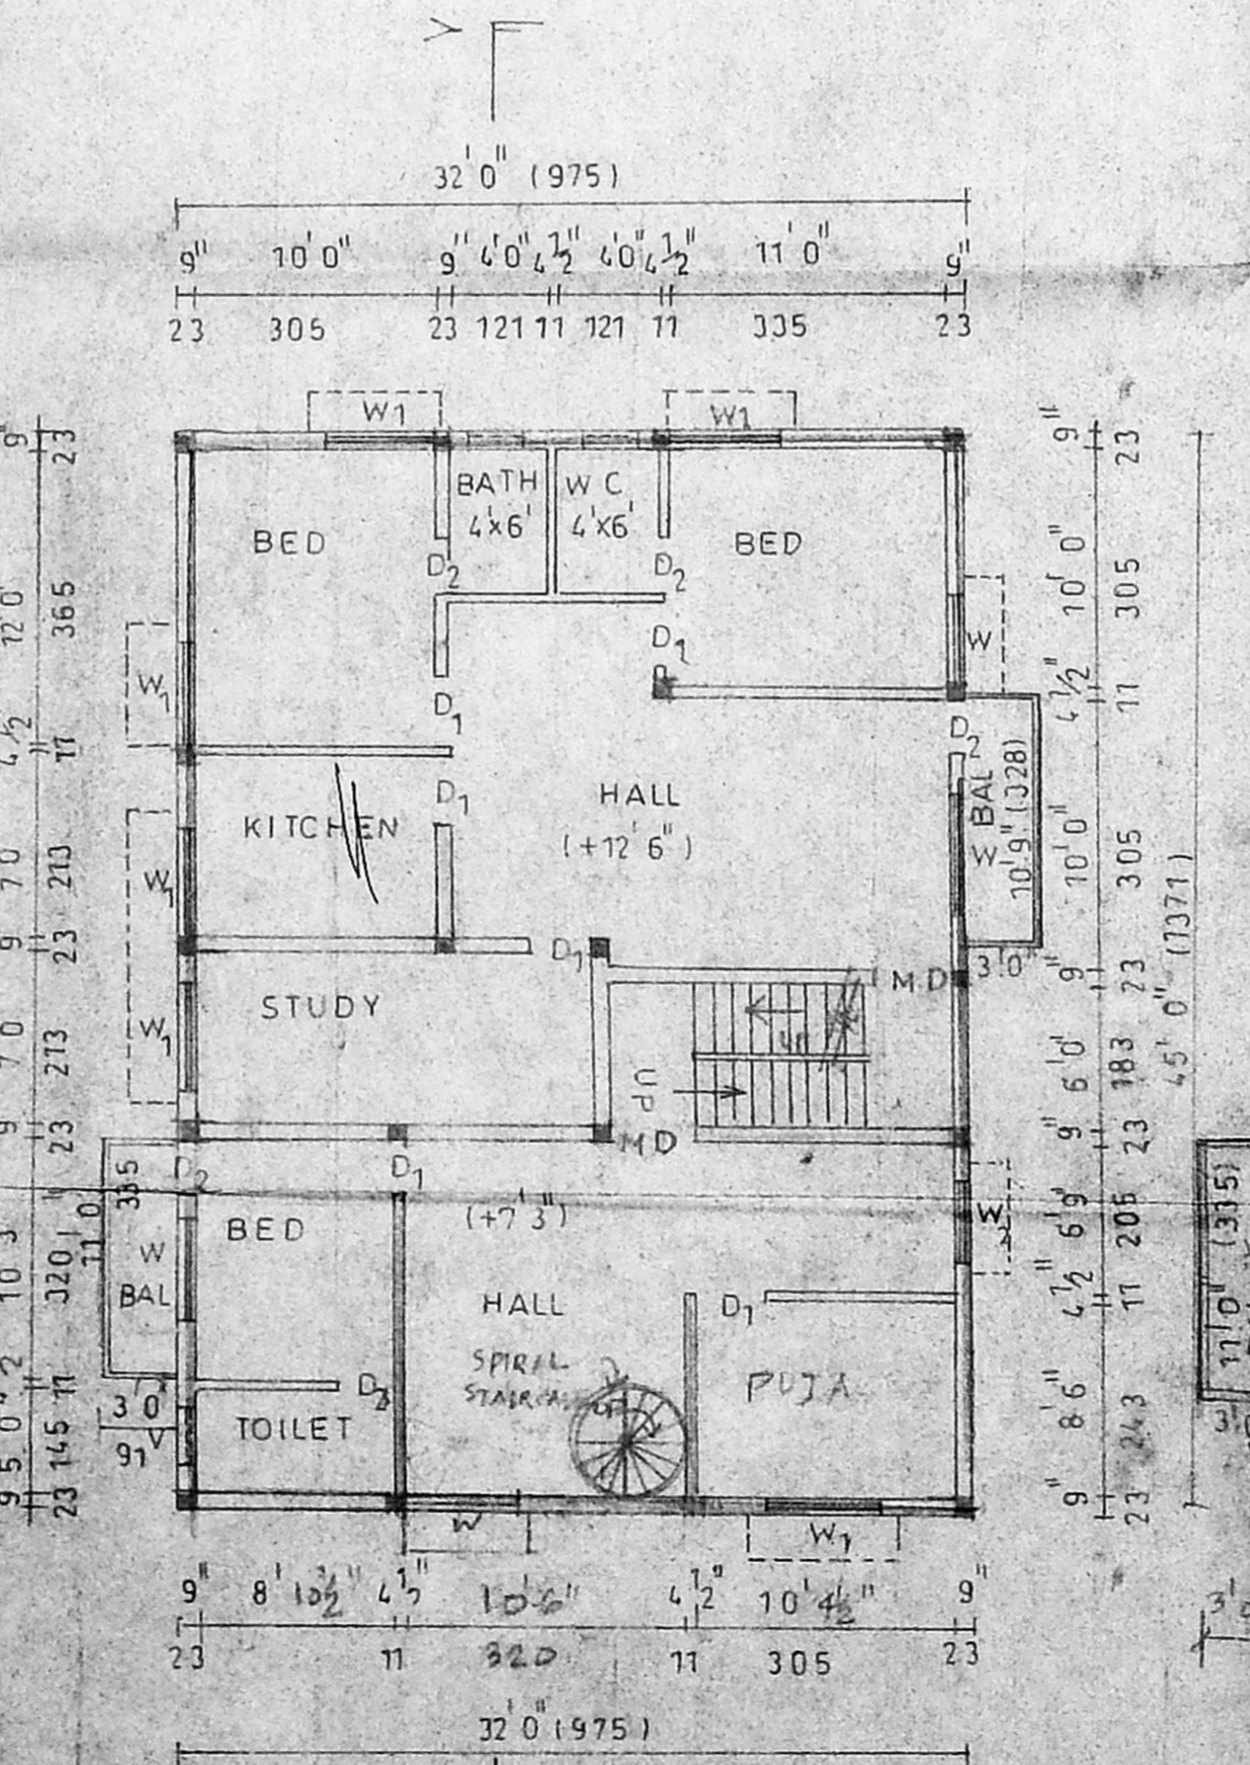 32'0" (975)
9" 10'0" 9" 4'0" 4½" 4'0" 4½" 11'0" 9"
23 305 23 121 11 121 11 335 23
W1 W1
9" 23
BATH 4'x6'
W C 4'x6'
BED
BED
D2 D2
12'0" 365
10'0" 305
D1
W
W1
D1
4½" 11
4½ 11
D2
BAL
W
10'9" (328)
10'0" 305
KITCHEN
D1
HALL
(+12'6")
W1
7 0 213
45'0" (1371)
9 23
D1
M D
3'0"
9" 23
STUDY
W1
7 0 213
UP
UP
6'0" 183
9 23
MD
9" 23
D2 D1
335
11'0
BED
(+7'3")
W2
6'9" 205
W
BAL
10 3 320
HALL
D1
4½" 11
11'0" (335)
SPIRAL
STAIRCASE
UP
PUJA
11
D2
3'0"
91
TOILET
5 0 145
8'6" 243
9 23
9" 23
W W1
9" 8'10½" 4½" 10'6" 4½" 10'4½" 9"
23 11 320 11 305 23
32'0" (975)